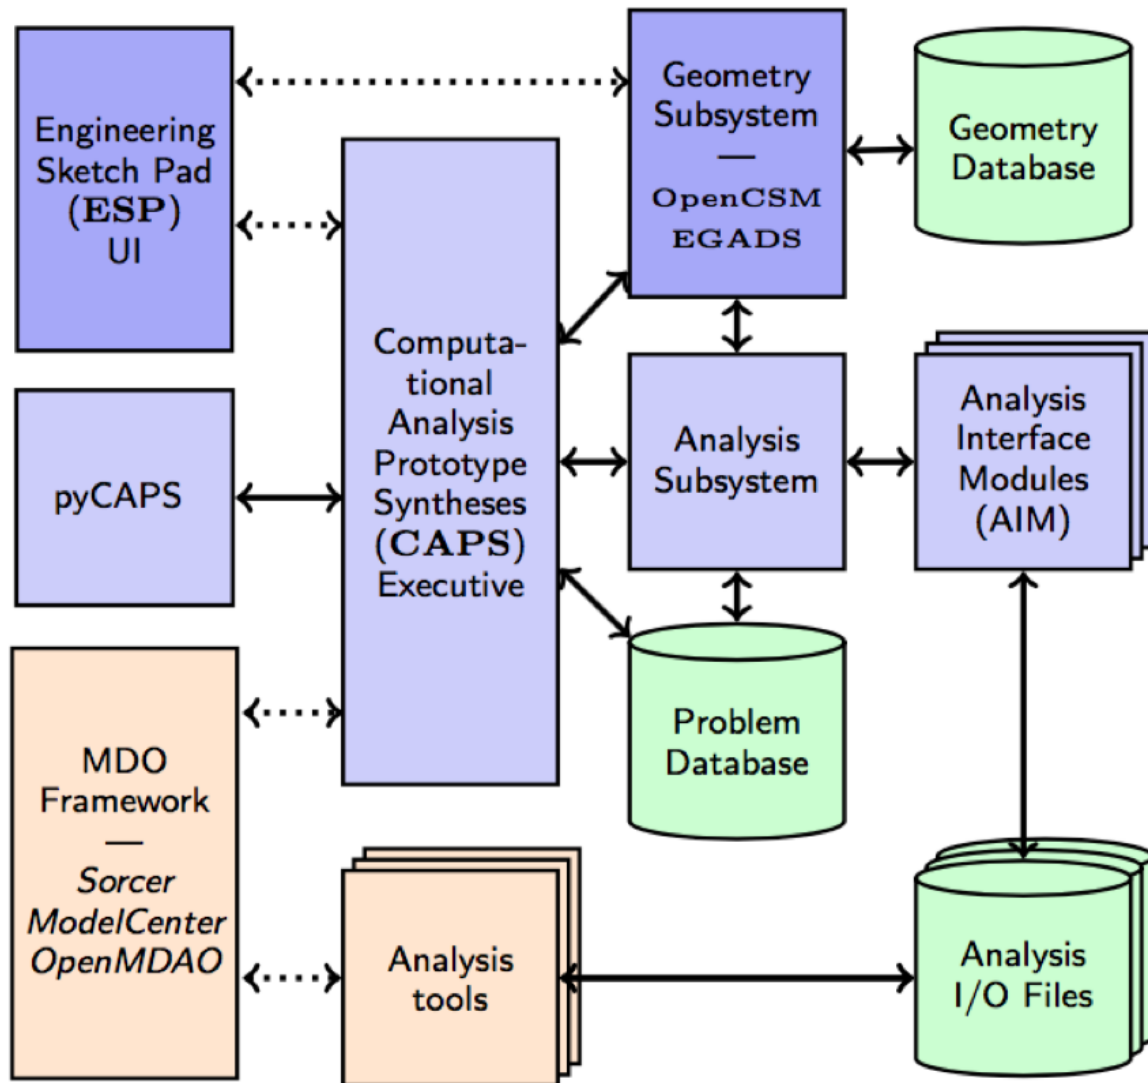 Engineering
Sketch Pad
(ESP)
UI
Geometry
Subsystem
—
OpenCSM
EGADS
Geometry
Database
Computa-
tional
Analysis
Prototype
Syntheses
(CAPS)
Executive
pyCAPS
Analysis
Subsystem
Analysis
Interface
Modules
(AIM)
Problem
Database
MDO
Framework
—
Sorcer
ModelCenter
OpenMDAO
Analysis
tools
Analysis
I/O Files